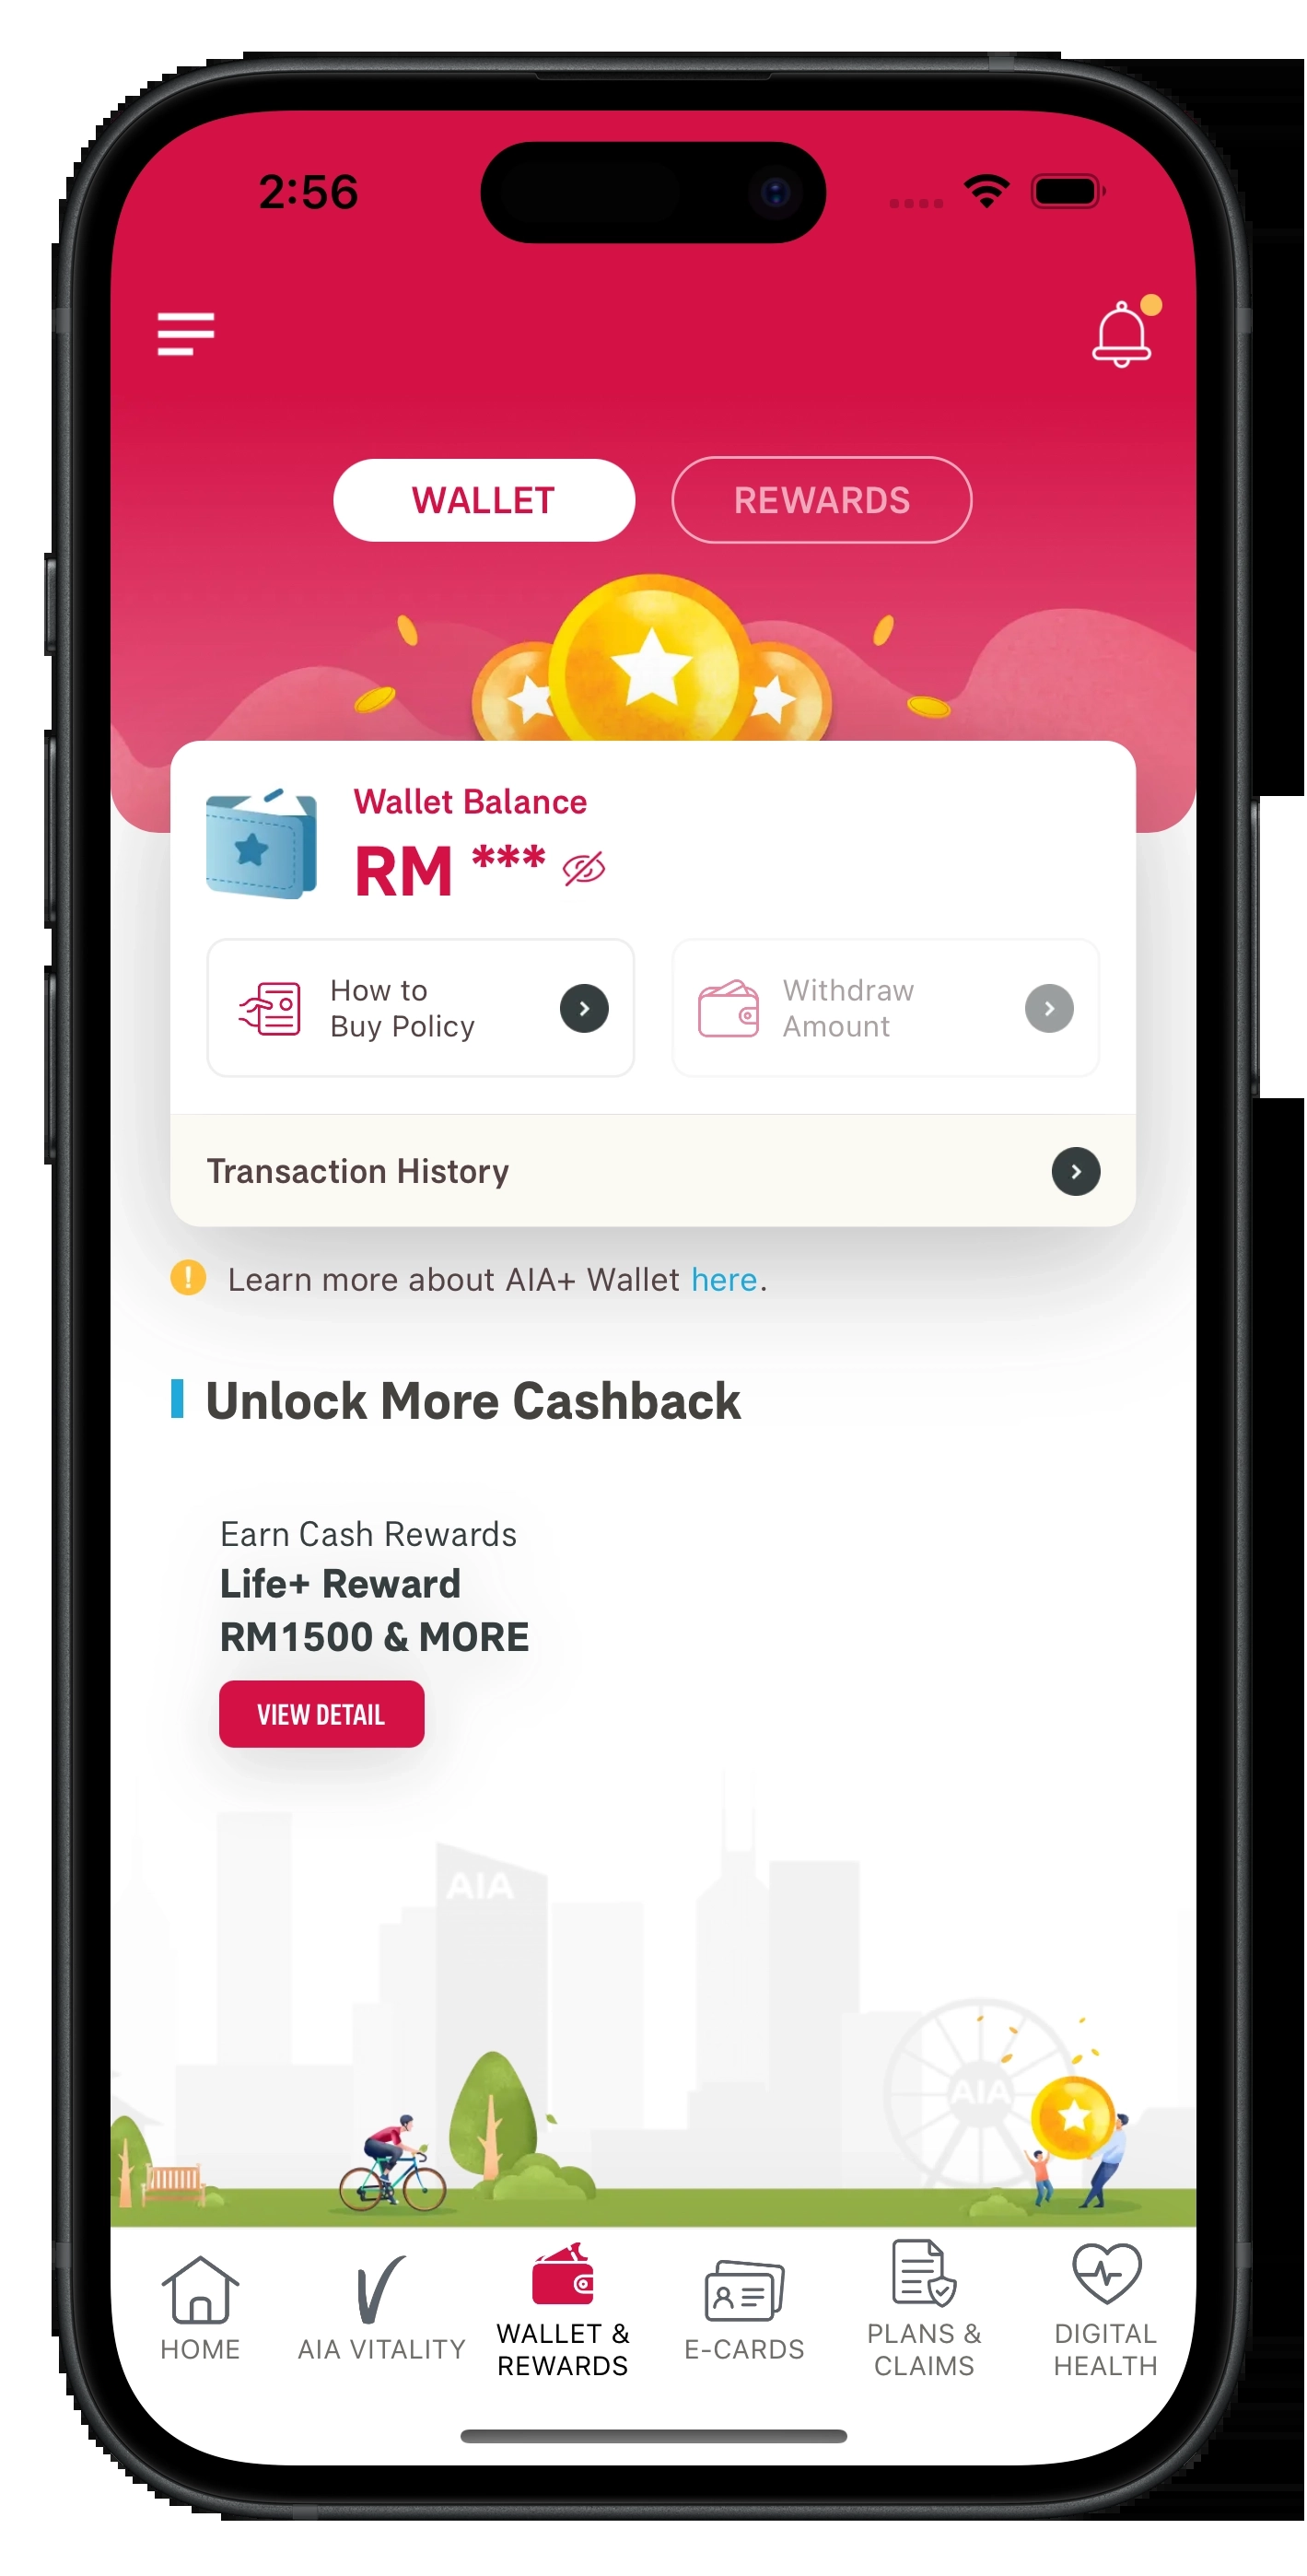 2:56
WALLET
REWARDS
Wallet Balance
RM ***
How to
Buy Policy
Withdraw
Amount
Transaction History
Learn more about AIA+ Wallet here.
Unlock More Cashback
Earn Cash Rewards
Life+ Reward
RM1500 & MORE
VIEW DETAIL
AIA
AIA
HOME
AIA VITALITY
WALLET &
REWARDS
E-CARDS
PLANS &
CLAIMS
DIGITAL
HEALTH